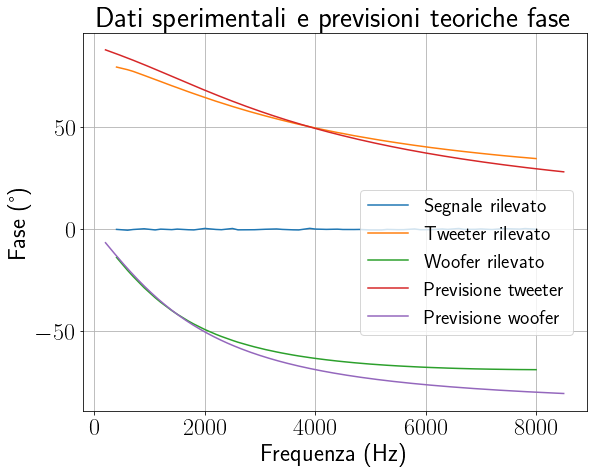 Dati sperimentali e previsioni teoriche fase
Fase (°)
50
0
−50
Segnale rilevato
Tweeter rilevato
Woofer rilevato
Previsione tweeter
Previsione woofer
0 2000 4000 6000 8000
Frequenza (Hz)